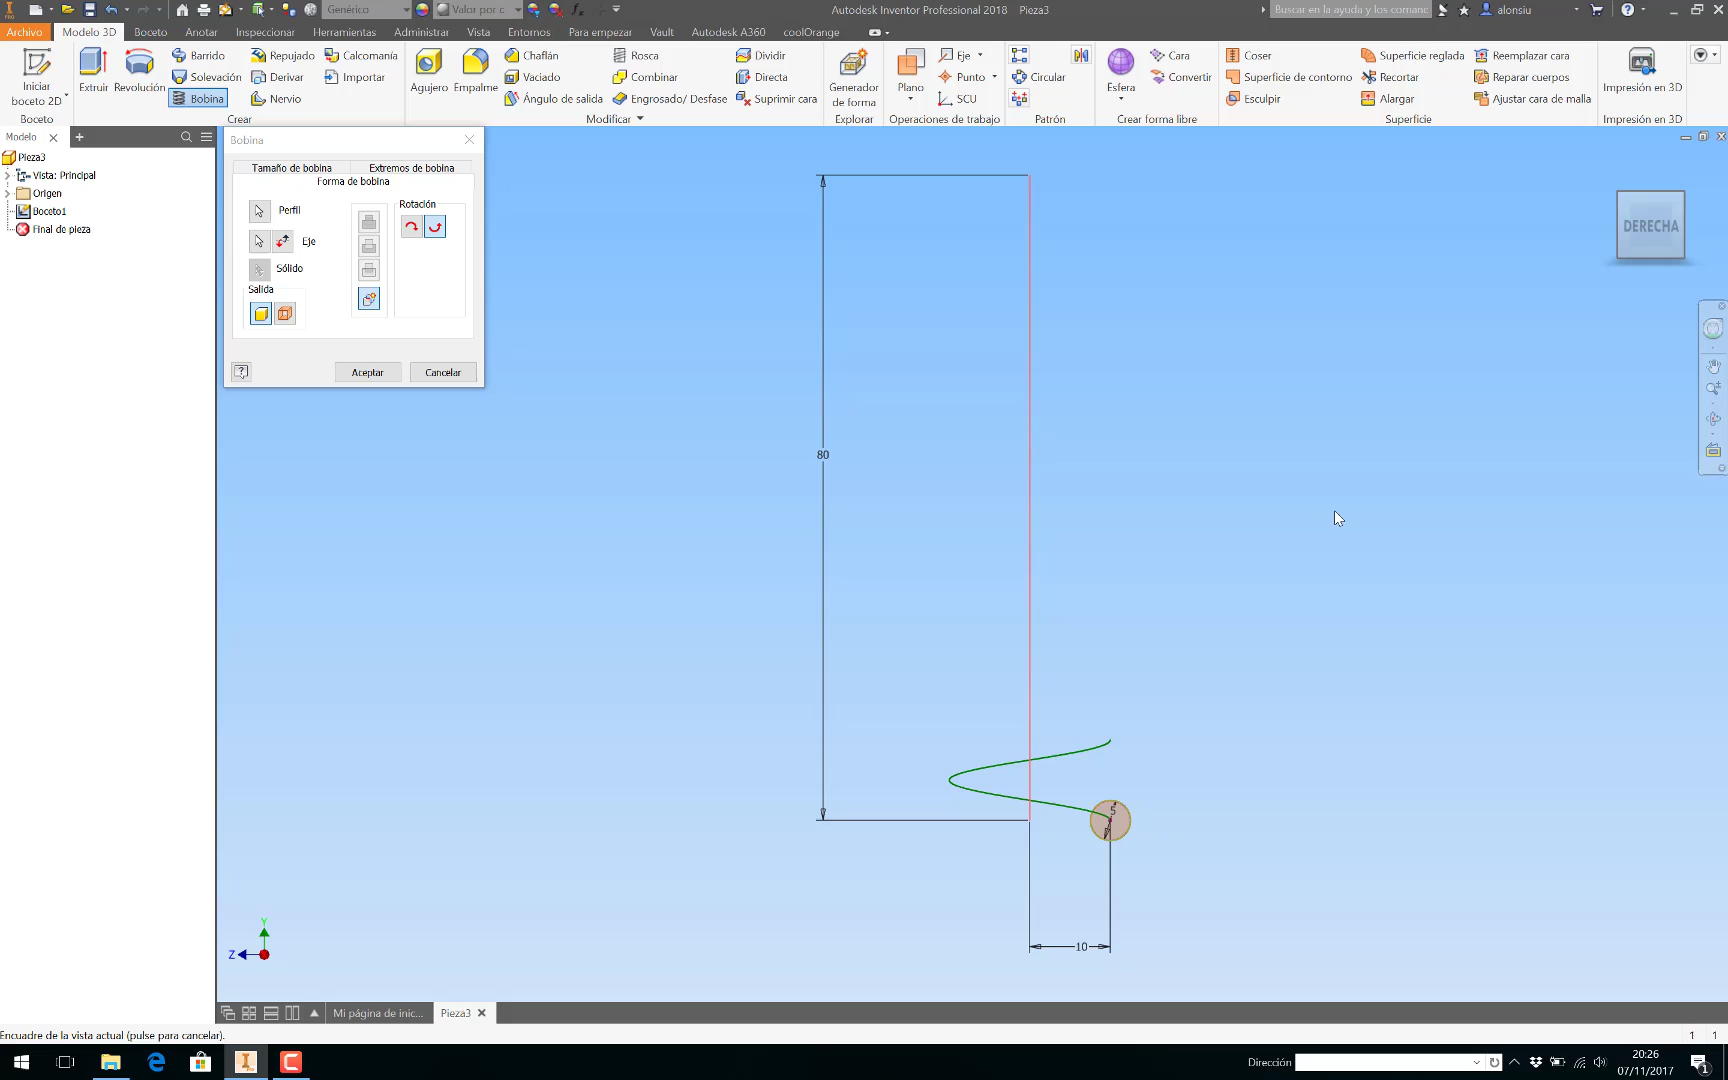 Genérico
Valor por c
Autodesk Inventor Professional 2018 Pieza3
Buscar en la ayuda y los comanc
alonsiu
Archivo
Modelo 3D
Boceto
Anotar
Inspeccionar
Herramientas
Administrar
Vista
Entornos
Para empezar
Vault
Autodesk A360
coolOrange
Iniciar
boceto 2D
Boceto
Extruir
Revolución
Barrido
Solevación
Bobina
Repujado
Derivar
Nervio
Calcomanía
Importar
Crear
Agujero
Empalme
Chaflán
Vaciado
Ángulo de salida
Rosca
Combinar
Engrosado/ Desfase
Dividir
Directa
Suprimir cara
Modificar
Generador
de forma
Explorar
Plano
Eje
Punto
SCU
Operaciones de trabajo
Circular
Patrón
Esfera
Cara
Convertir
Crear forma libre
Coser
Superficie de contorno
Esculpir
Superficie reglada
Recortar
Alargar
Reemplazar cara
Reparar cuerpos
Ajustar cara de malla
Superficie
Impresión en 3D
Impresión en 3D
Modelo
Pieza3
Vista: Principal
Origen
Boceto1
Final de pieza
Bobina
Tamaño de bobina
Extremos de bobina
Forma de bobina
Perfil
Eje
Sólido
Salida
Rotación
Aceptar
Cancelar
DERECHA
80
5
10
Y
Z
Mi página de inic...
Pieza3
Encuadre de la vista actual (pulse para cancelar).
1 1
Dirección
20:26
07/11/2017
1